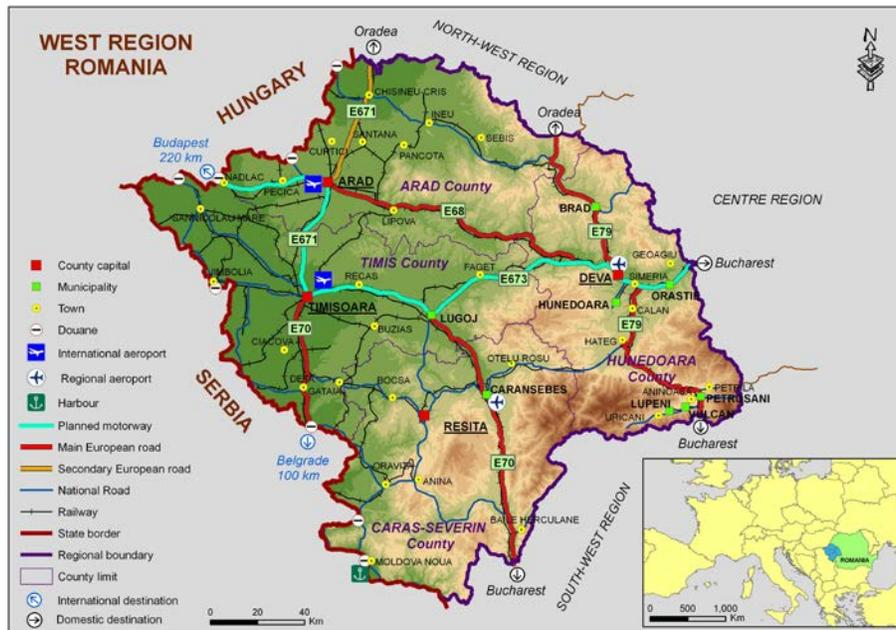 WEST REGION
ROMANIA
Oradea
NORTH-WEST REGION
N
HUNGARY
CHISINEU-CRIS
E671
INEU
Oradea
SANTANA
SEBIS
CURTICI
PANCOTA
Budapest
220 km
NADLAC
PECICA
ARAD
ARAD County
CENTRE REGION
SANNICOLAU MARE
LIPOVA
E68
BRAD
E79
E671
TIMIS County
GEOAGIU
JIMBOLIA
RECAS
FAGET
E673
DEVA
SIMERIA
Bucharest
TIMISOARA
HUNEDOARA
ORASTIE
LUGOJ
CALAN
E70
BUZIAS
E79
CIACOVA
HATEG
OTELU ROSU
HUNEDOARA
County
SERBIA
DETA
GATAIA
BOCSA
CARANSEBES
ANINOASA
PETRILA
PETROSANI
LUPENI
VULCAN
URICANI
RESITA
Bucharest
Belgrade
100 km
E70
ORAVITA
ANINA
SOUTH-WEST REGION
BAILE HERCULANE
CARAS-SEVERIN
County
MOLDOVA NOUA
Bucharest
County capital
Municipality
Town
Douane
International aeroport
Regional aeroport
Harbour
Planned motorway
Main European road
Secondary European road
National Road
Railway
State border
Regional boundary
County limit
International destination
Domestic destination
0 20 40
Km
ROMANIA
0 500 1,000
Km